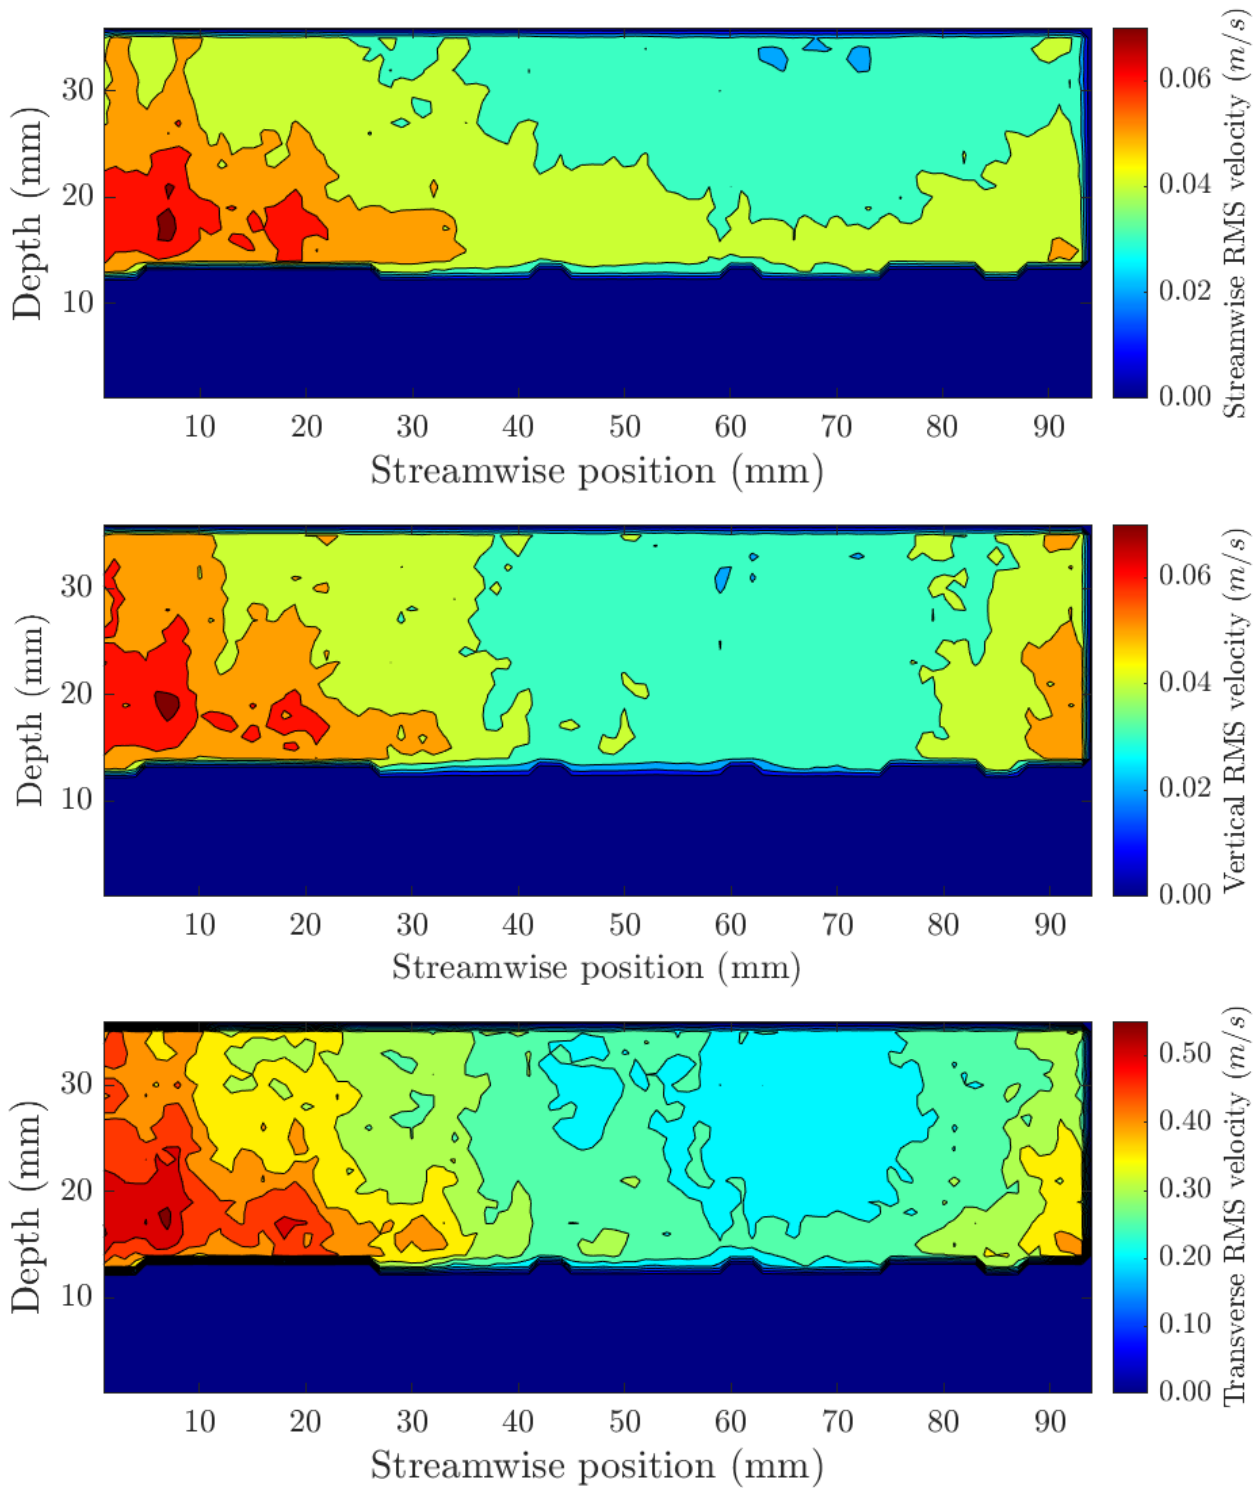 30
20
10
Depth (mm)
10 20 30 40 50 60 70 80 90
Streamwise position (mm)
0.06
0.04
0.02
0.00
Streamwise RMS velocity (m/s)
30
20
10
Depth (mm)
10 20 30 40 50 60 70 80 90
Streamwise position (mm)
0.06
0.04
0.02
0.00
Vertical RMS velocity (m/s)
30
20
10
Depth (mm)
10 20 30 40 50 60 70 80 90
Streamwise position (mm)
0.50
0.40
0.30
0.20
0.10
0.00
Transverse RMS velocity (m/s)